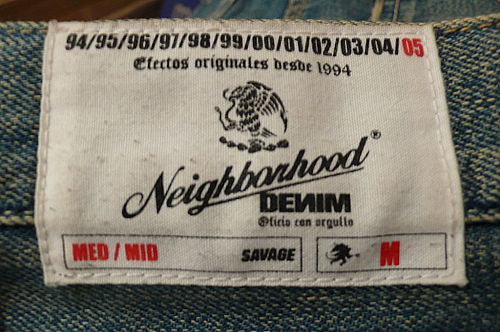 94/95/96/97/98/99/00/01/02/03/04/05
Efectos originales desde 1994
Neighborhood®
DENIM
Oficio con orgullo
MED / MID SAVAGE M